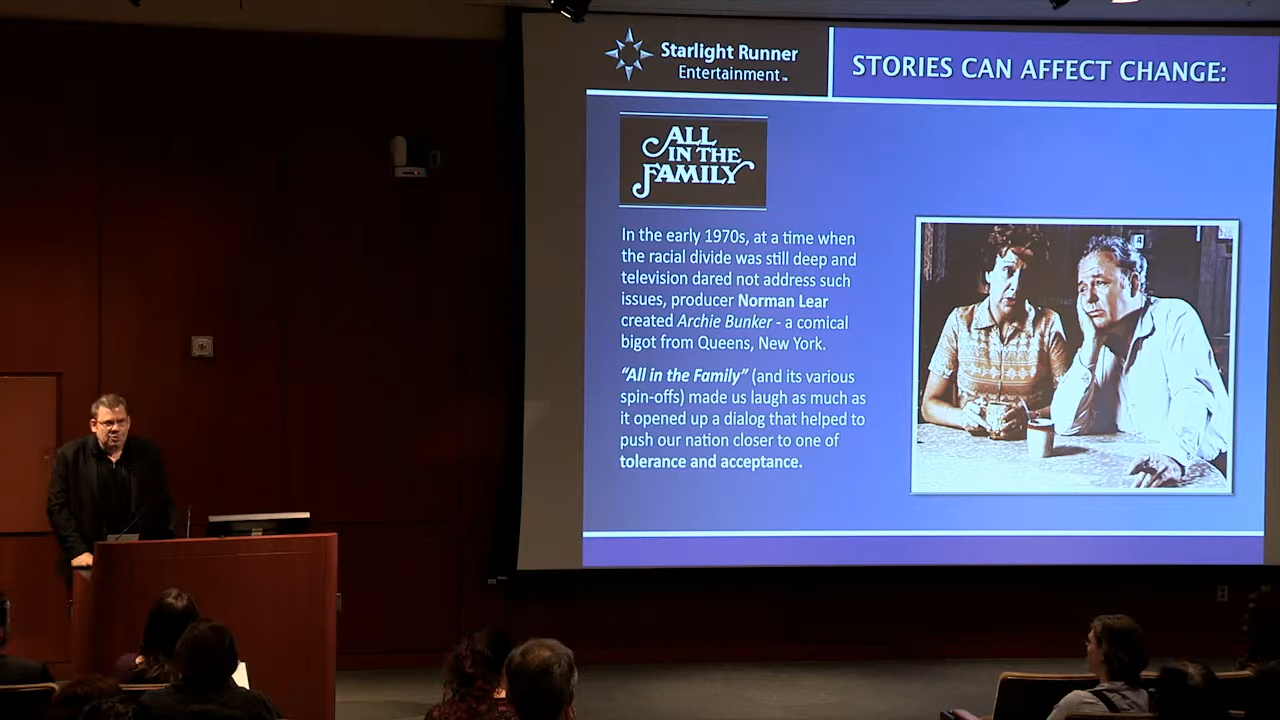 Starlight Runner
Entertainment™
STORIES CAN AFFECT CHANGE:
ALL
IN THE
FAMILY
In the early 1970s, at a time when
the racial divide was still deep and
television dared not address such
issues, producer Norman Lear
created Archie Bunker - a comical
bigot from Queens, New York.
“All in the Family” (and its various
spin-offs) made us laugh as much as
it opened up a dialog that helped to
push our nation closer to one of
tolerance and acceptance.